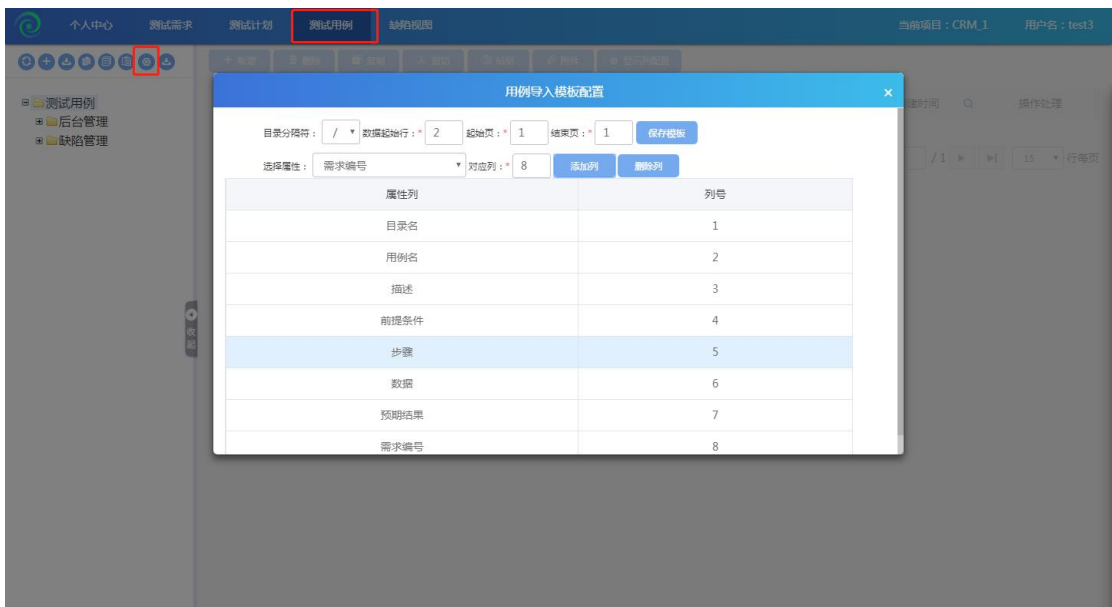 个人中心 测试需求 测试计划 测试用例 缺陷视图 当前项目：CRM_1 用户名：test3
用例导入模板配置 ×
测试用例
后台管理
缺陷管理
目录分隔符： / 数据起始行：* 2 起始页：* 1 结束页：* 1 保存模板
选择属性： 需求编号 对应列：* 8 添加列 删除列
操作处理
/ 1 15 行每页
属性列 列号
目录名 1
用例名 2
描述 3
前提条件 4
步骤 5
数据 6
预期结果 7
需求编号 8
收起